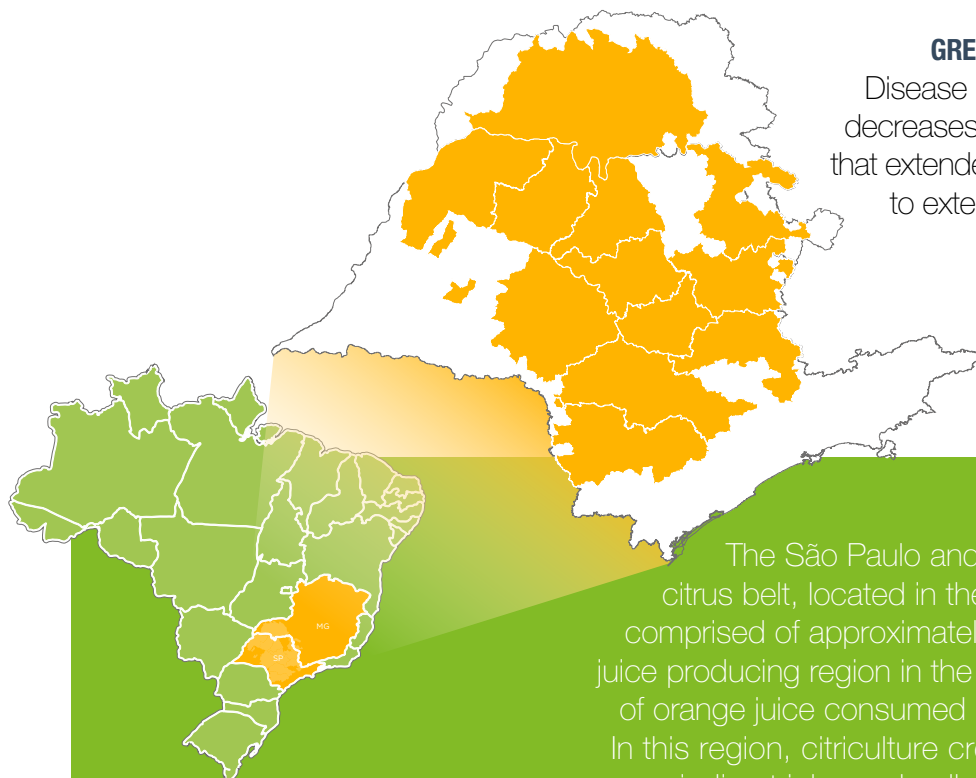 GRE
Disease
decreases
that extende
to exte
MG
SP
The São Paulo and
citrus belt, located in the
comprised of approximatel
juice producing region in the
of orange juice consumed
In this region, citriculture cr